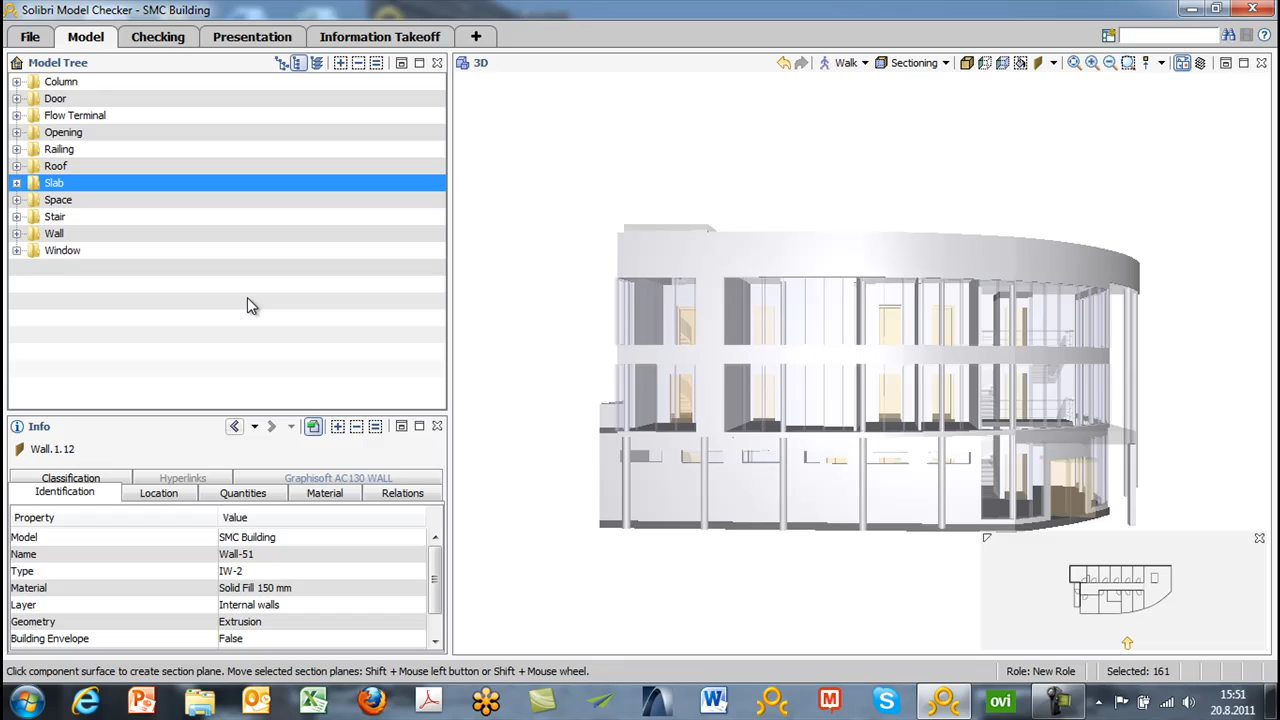 Solibri Model Checker - SMC Building
File Model Checking Presentation Information Takeoff +
Model Tree
3D
Walk Sectioning
Column
Door
Flow Terminal
Opening
Railing
Roof
Slab
Space
Stair
Wall
Window
Info
Wall.1.12
Classification Hyperlinks Graphisoft AC130 WALL
Identification Location Quantities Material Relations
Property Value
Model SMC Building
Name Wall-51
Type IW-2
Material Solid Fill 150 mm
Layer Internal walls
Geometry Extrusion
Building Envelope False
Click component surface to create section plane. Move selected section planes: Shift + Mouse left button or Shift + Mouse wheel.
Role: New Role Selected: 161
ovi
15:51
20.8.2011